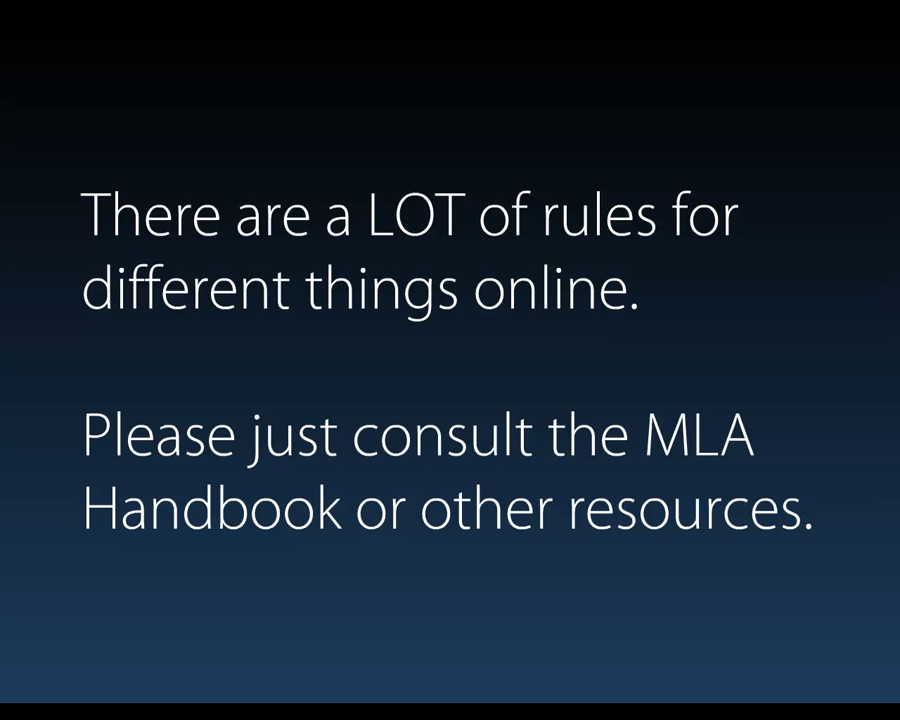 There are a LOT of rules for
different things online.
Please just consult the MLA
Handbook or other resources.